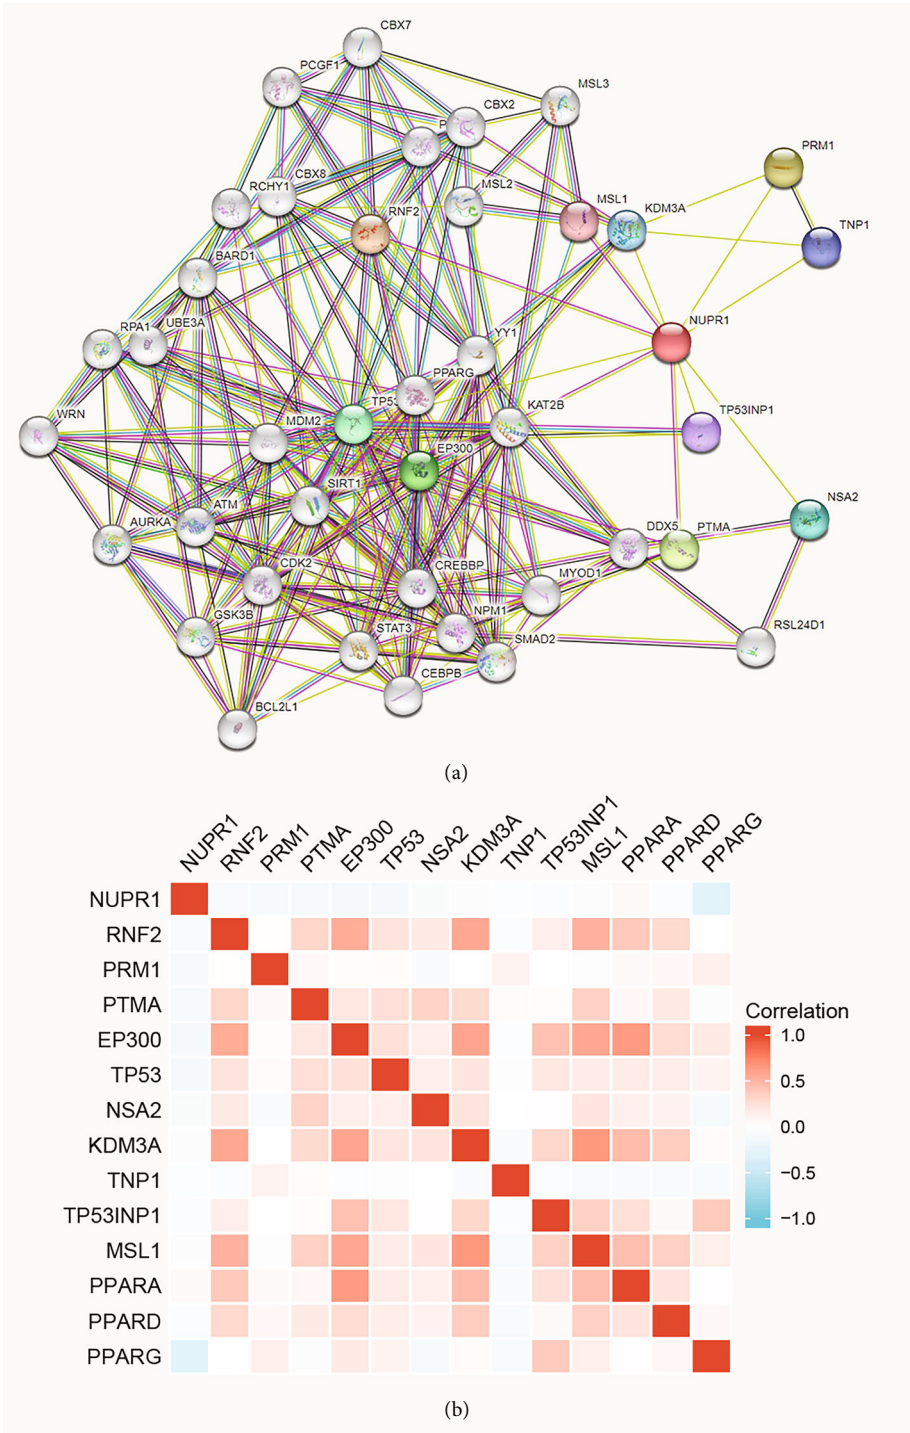 CBX7
PCGF1
MSL3
CBX2
P
PRM1
RCHY1
CBX8
MSL2
MSL1
KDM3A
RNF2
TNP1
BARD1
NUPR1
RPA1
UBE3A
YY1
PPARG
TP53
KAT2B
TP53INP1
WRN
MDM2
EP300
SIRT1
NSA2
AURKA
ATM
DDX5
PTMA
CDK2
CREBBP
MYOD1
GSK3B
NPM1
STAT3
SMAD2
RSL24D1
CEBPB
BCL2L1
(a)
NUPR1 RNF2 PRM1 PTMA EP300 TP53 NSA2 KDM3A TNP1 TP53INP1 MSL1 PPARA PPARD PPARG
NUPR1
RNF2
PRM1
PTMA
EP300
TP53
NSA2
KDM3A
TNP1
TP53INP1
MSL1
PPARA
PPARD
PPARG
Correlation
1.0
0.5
0.0
−0.5
−1.0
(b)